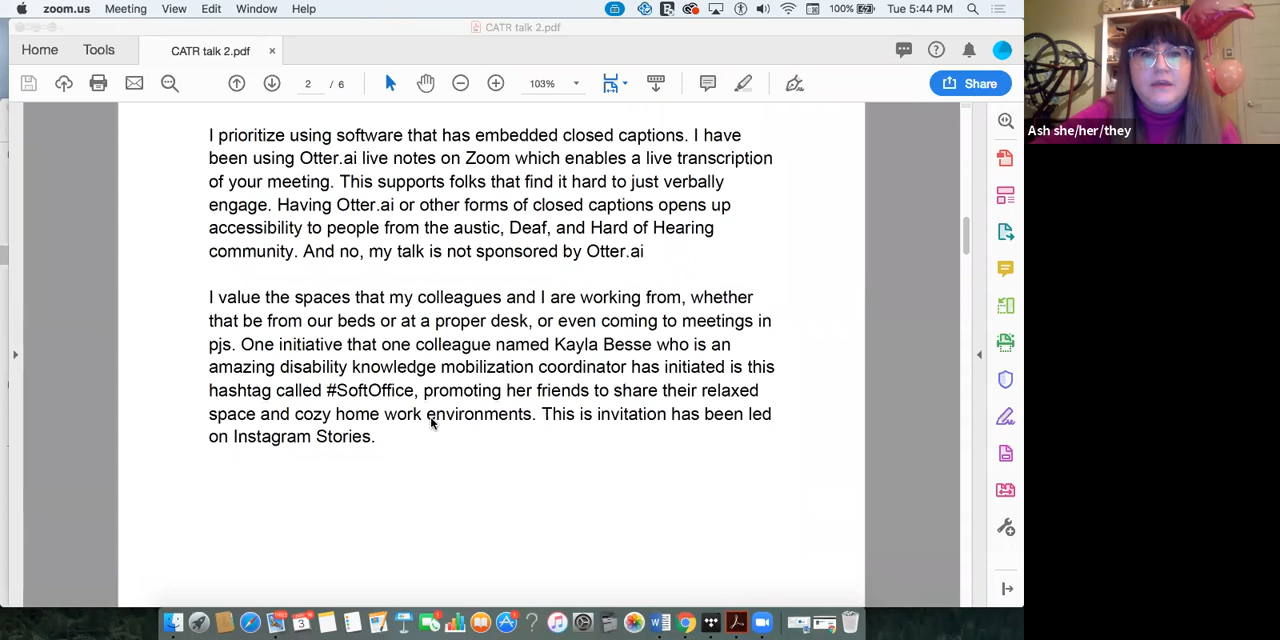 zoom.us Meeting View Edit Window Help 100% Tue 5:44 PM
CATR talk 2.pdf
Home Tools CATR talk 2.pdf ×
2 / 6 103% Share
I prioritize using software that has embedded closed captions. I have
been using Otter.ai live notes on Zoom which enables a live transcription
of your meeting. This supports folks that find it hard to just verbally
engage. Having Otter.ai or other forms of closed captions opens up
accessibility to people from the austic, Deaf, and Hard of Hearing
community. And no, my talk is not sponsored by Otter.ai
I value the spaces that my colleagues and I are working from, whether
that be from our beds or at a proper desk, or even coming to meetings in
pjs. One initiative that one colleague named Kayla Besse who is an
amazing disability knowledge mobilization coordinator has initiated is this
hashtag called #SoftOffice, promoting her friends to share their relaxed
space and cozy home work environments. This is invitation has been led
on Instagram Stories.
Ash she/her/they